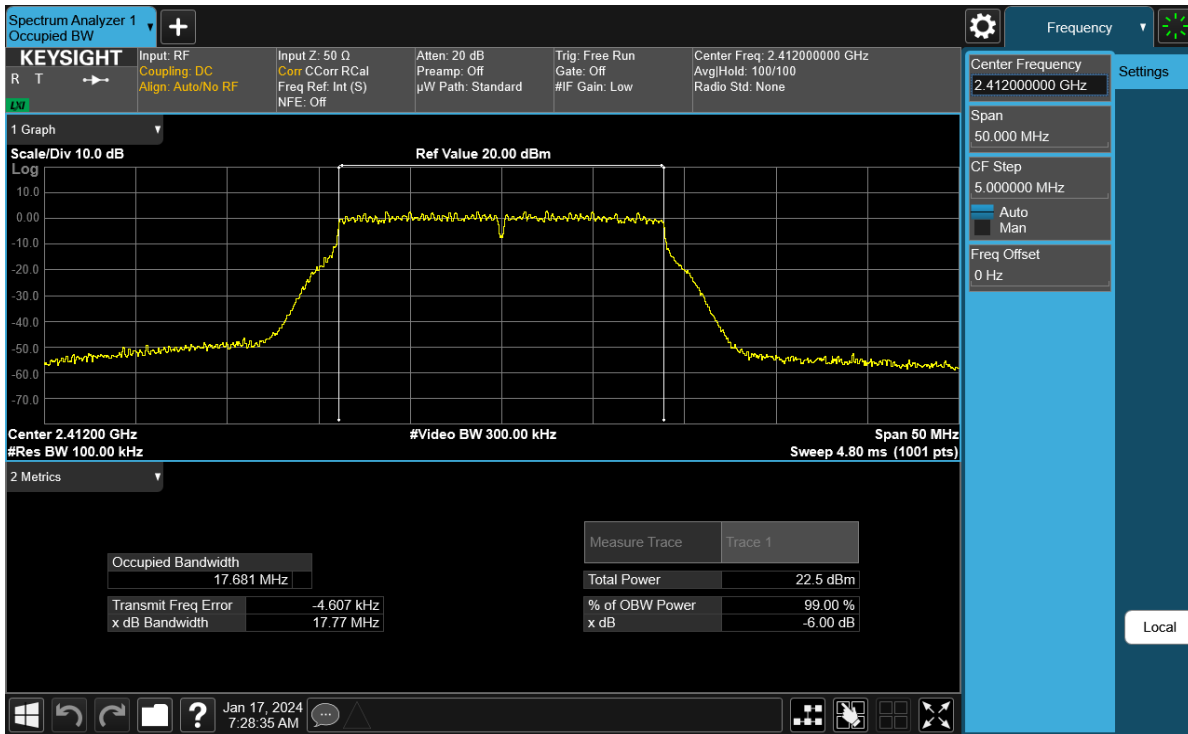 Spectrum Analyzer 1
Occupied BW
Frequency
KEYSIGHT
R T
LXI
Input: RF
Coupling: DC
Align: Auto/No RF
Input Z: 50 Ω
Corr CCorr RCal
Freq Ref: Int (S)
NFE: Off
Atten: 20 dB
Preamp: Off
µW Path: Standard
Trig: Free Run
Gate: Off
#IF Gain: Low
Center Freq: 2.412000000 GHz
Avg|Hold: 100/100
Radio Std: None
Center Frequency
2.412000000 GHz
Settings
Span
50.000 MHz
CF Step
5.000000 MHz
Auto
Man
Freq Offset
0 Hz
Local
1 Graph
Scale/Div 10.0 dB
Ref Value 20.00 dBm
Log
10.0
0.00
-10.0
-20.0
-30.0
-40.0
-50.0
-60.0
-70.0
Center 2.41200 GHz
#Video BW 300.00 kHz
Span 50 MHz
#Res BW 100.00 kHz
Sweep 4.80 ms (1001 pts)
2 Metrics
Measure Trace
Trace 1
Occupied Bandwidth
17.681 MHz
Total Power
22.5 dBm
Transmit Freq Error
-4.607 kHz
% of OBW Power
99.00 %
x dB Bandwidth
17.77 MHz
x dB
-6.00 dB
Jan 17, 2024
7:28:35 AM